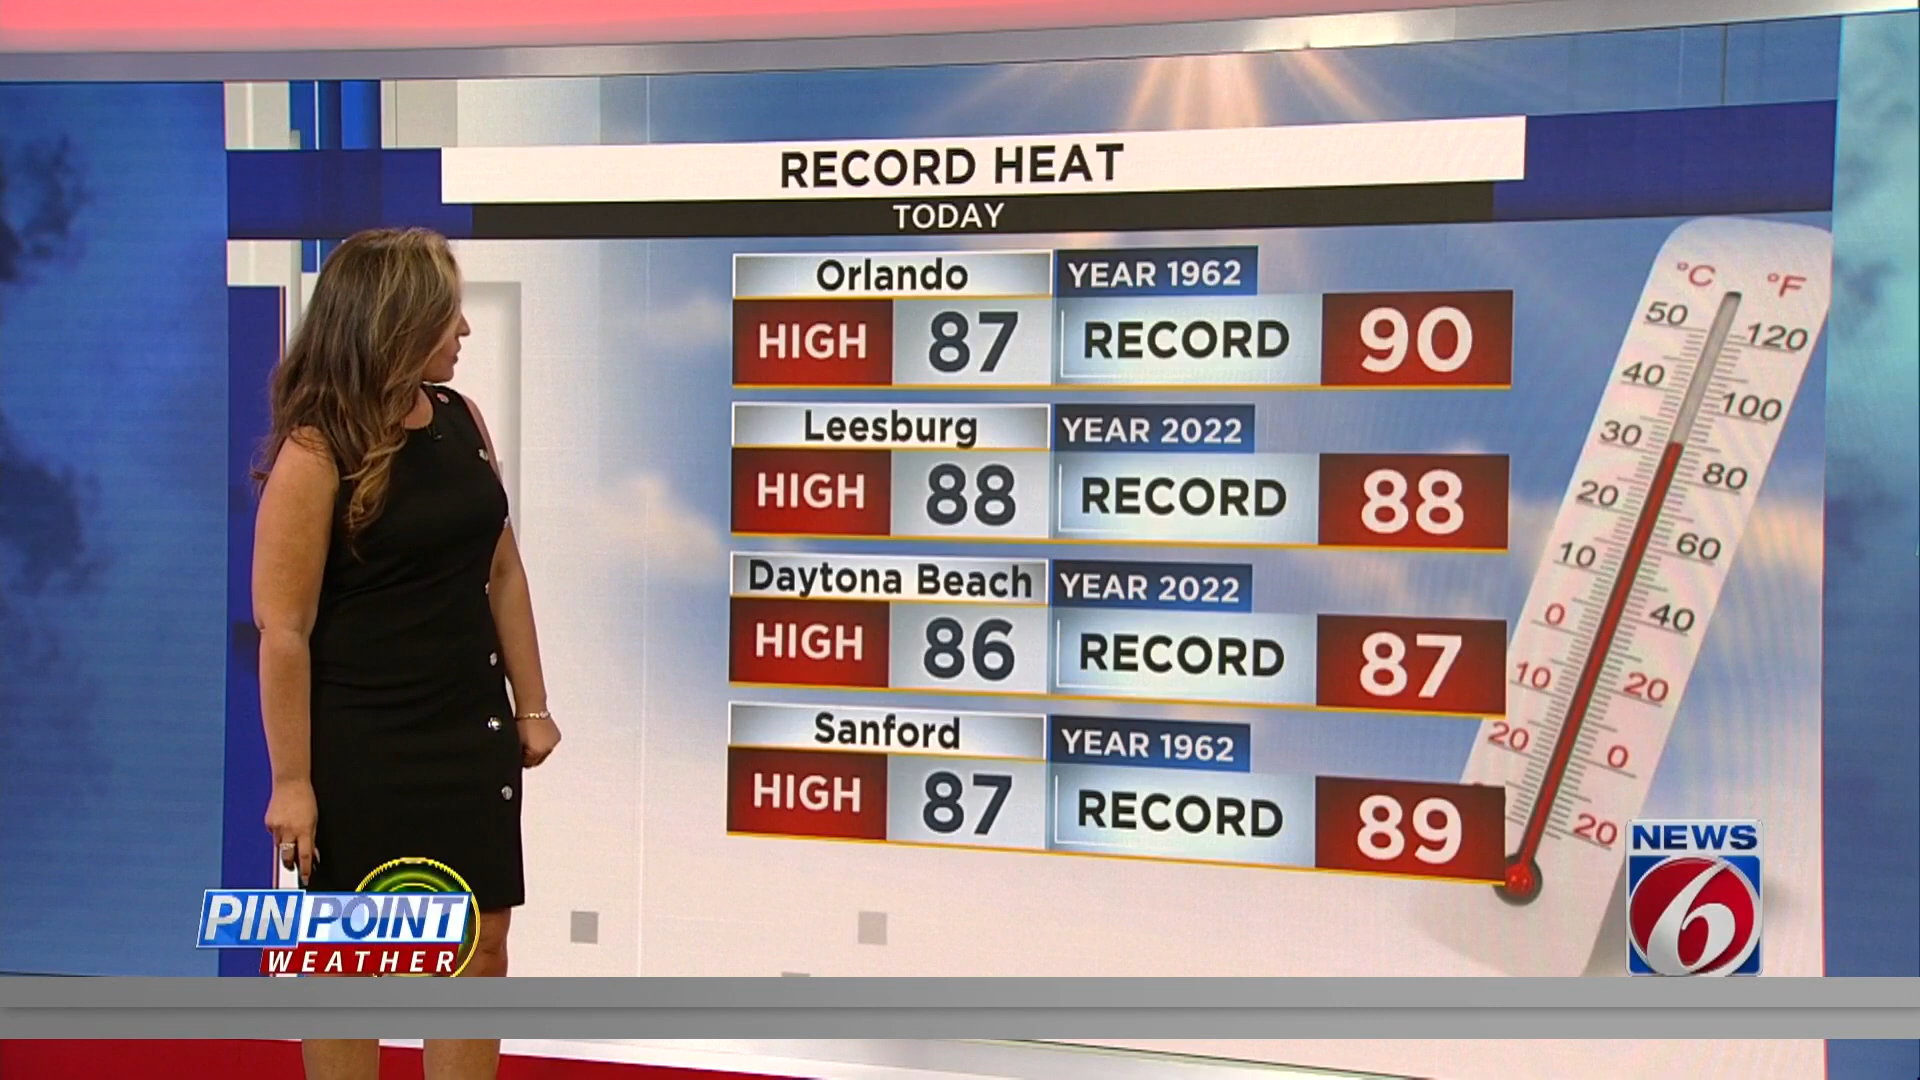 RECORD HEAT
TODAY
Orlando YEAR 1962
HIGH 87 RECORD 90
Leesburg YEAR 2022
HIGH 88 RECORD 88
Daytona Beach YEAR 2022
HIGH 86 RECORD 87
Sanford YEAR 1962
HIGH 87 RECORD 89
°C °F
50 120
40 100
30 80
20 60
10 40
0 20
10 0
20 20
PINPOINT
WEATHER
NEWS
6